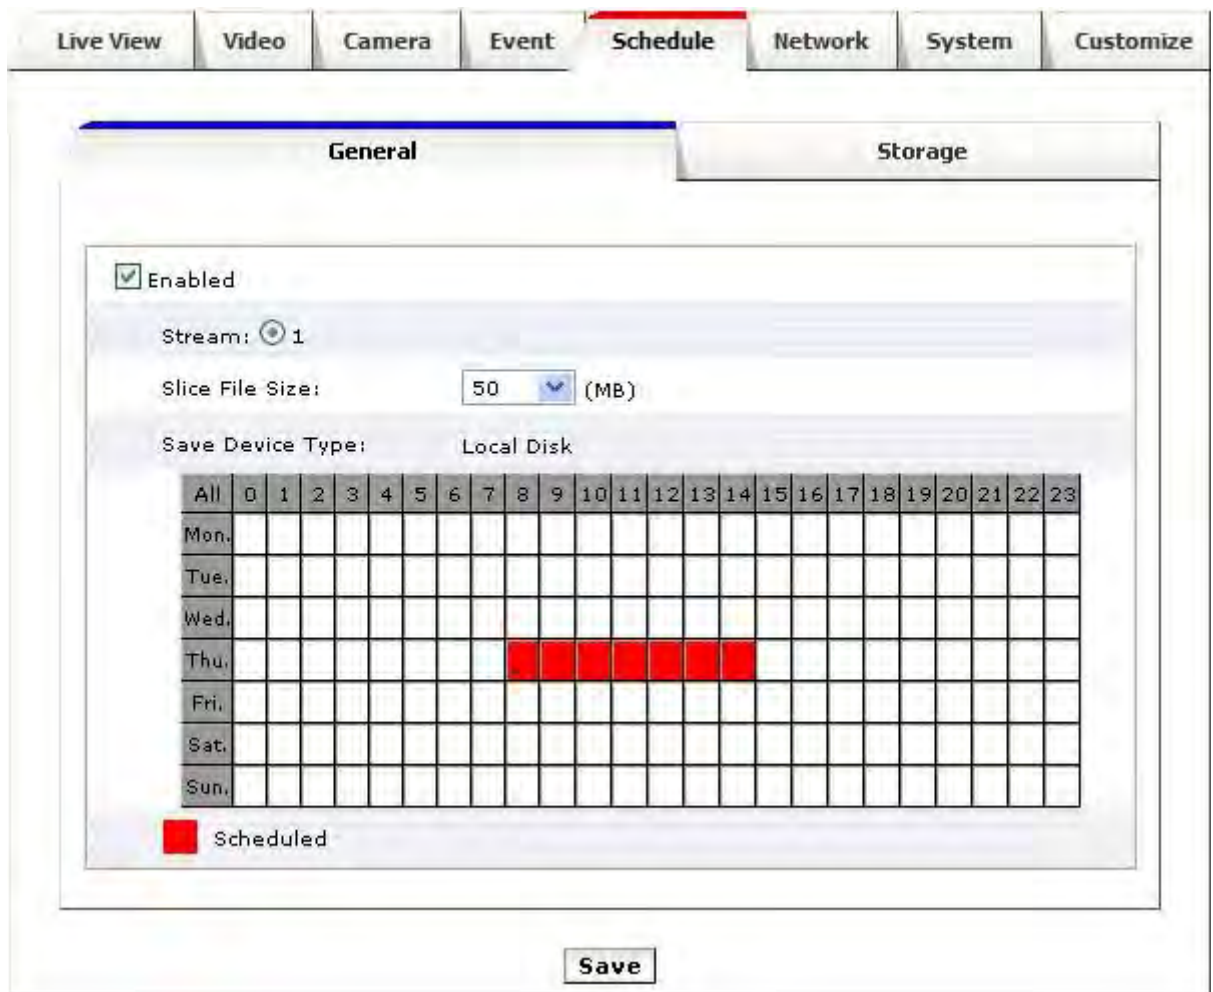 Live View Video Camera Event Schedule Network System Customize
General Storage
Enabled
Stream: 1
Slice File Size: 50 (MB)
Save Device Type: Local Disk
All 0 1 2 3 4 5 6 7 8 9 10 11 12 13 14 15 16 17 18 19 20 21 22 23
Mon.
Tue.
Wed.
Thu.
Fri.
Sat.
Sun.
Scheduled
Save